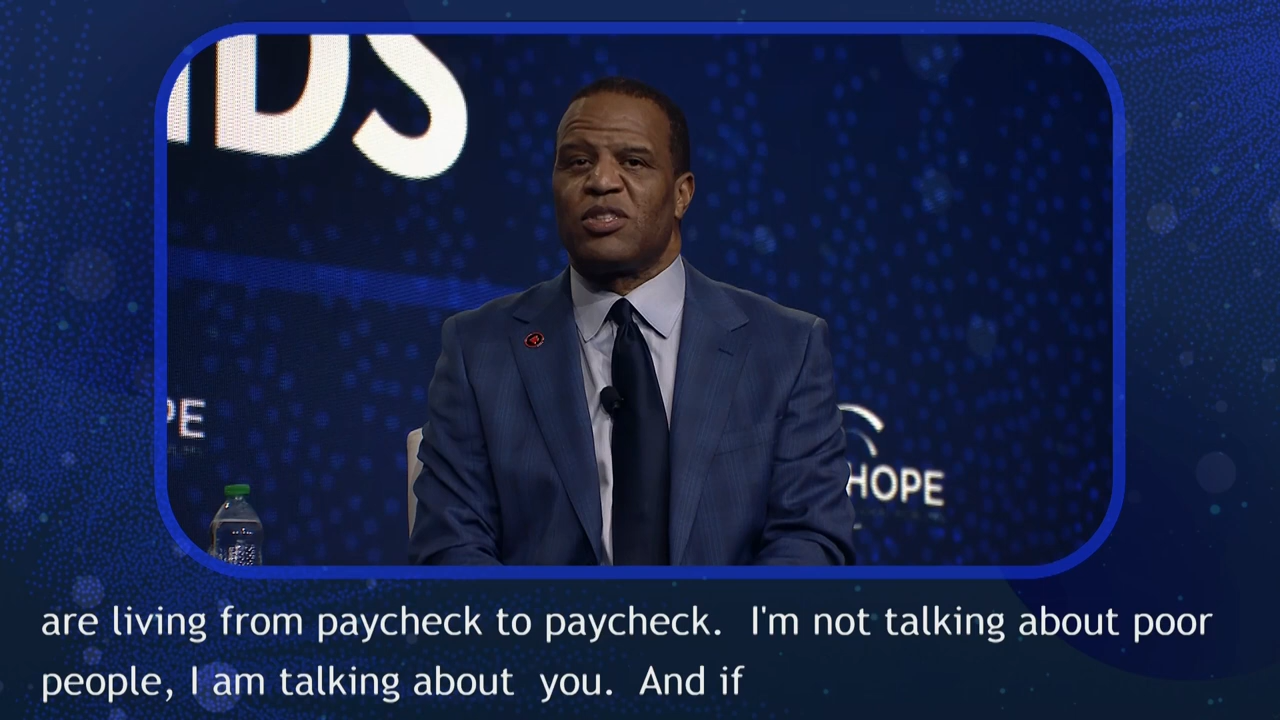 IDS
PE
HOPE
are living from paycheck to paycheck.  I'm not talking about poor
people, I am talking about  you.  And if